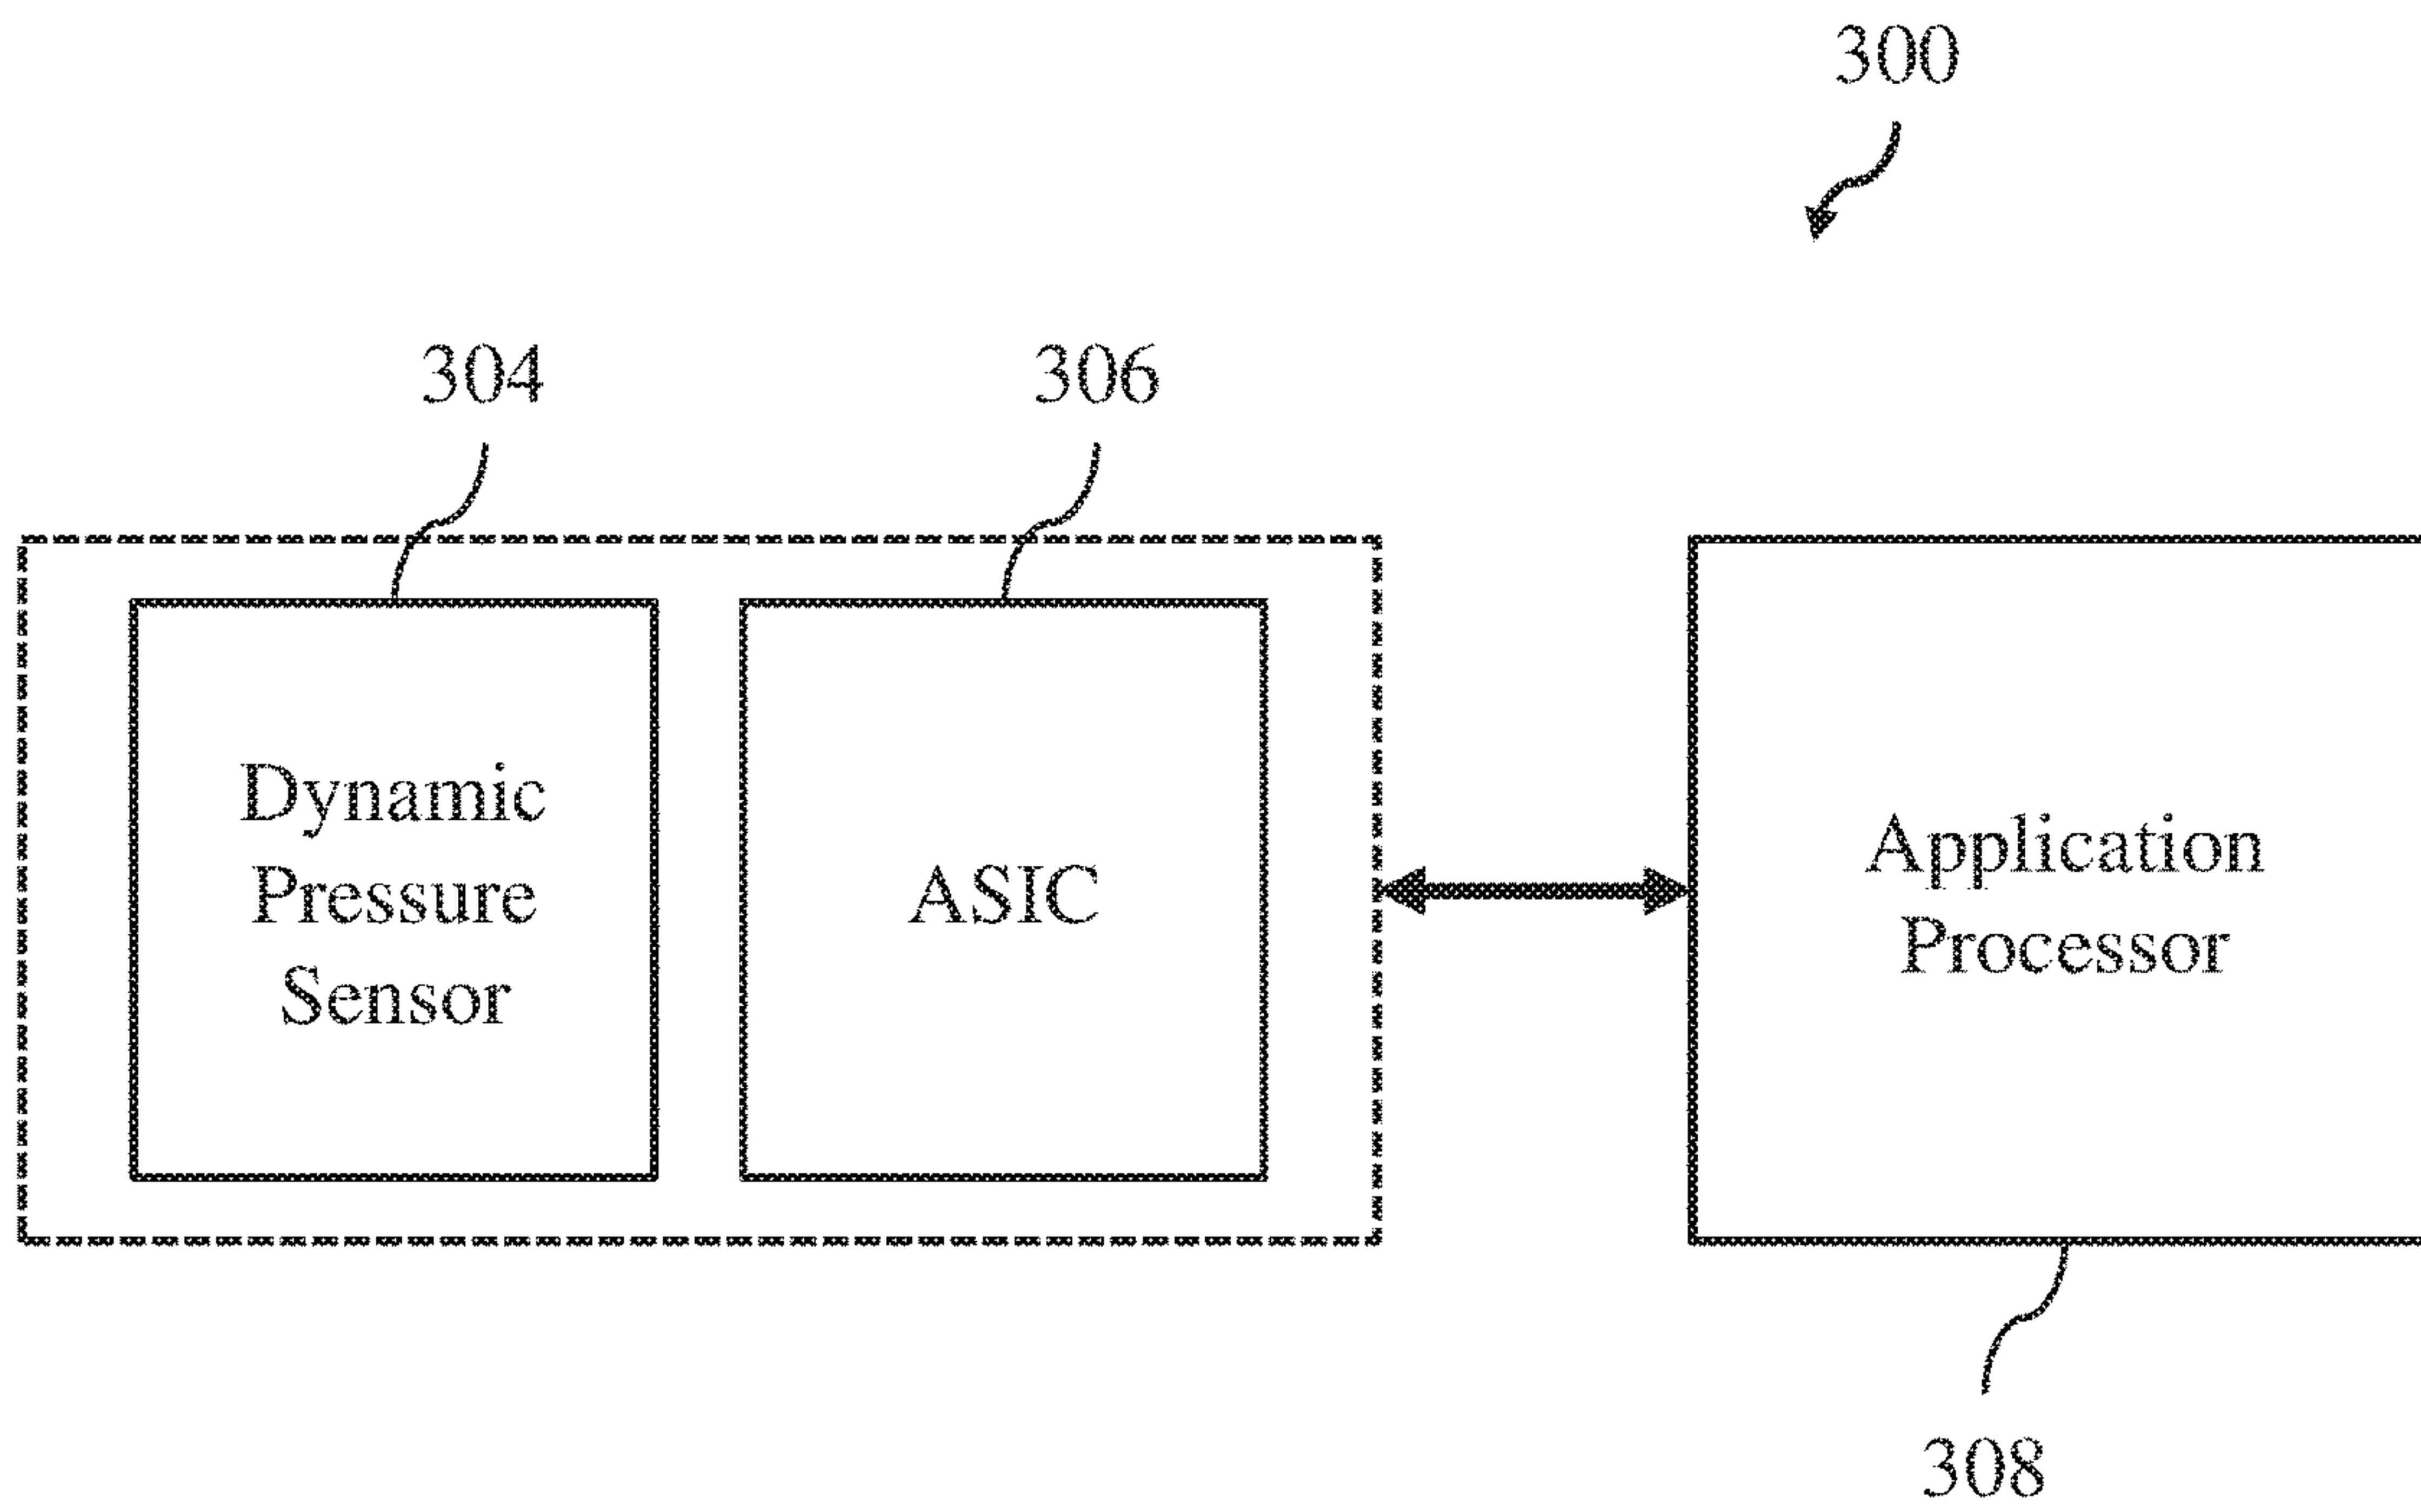 300
304
306
Dynamic
Pressure
Sensor
ASIC
Application
Processor
308